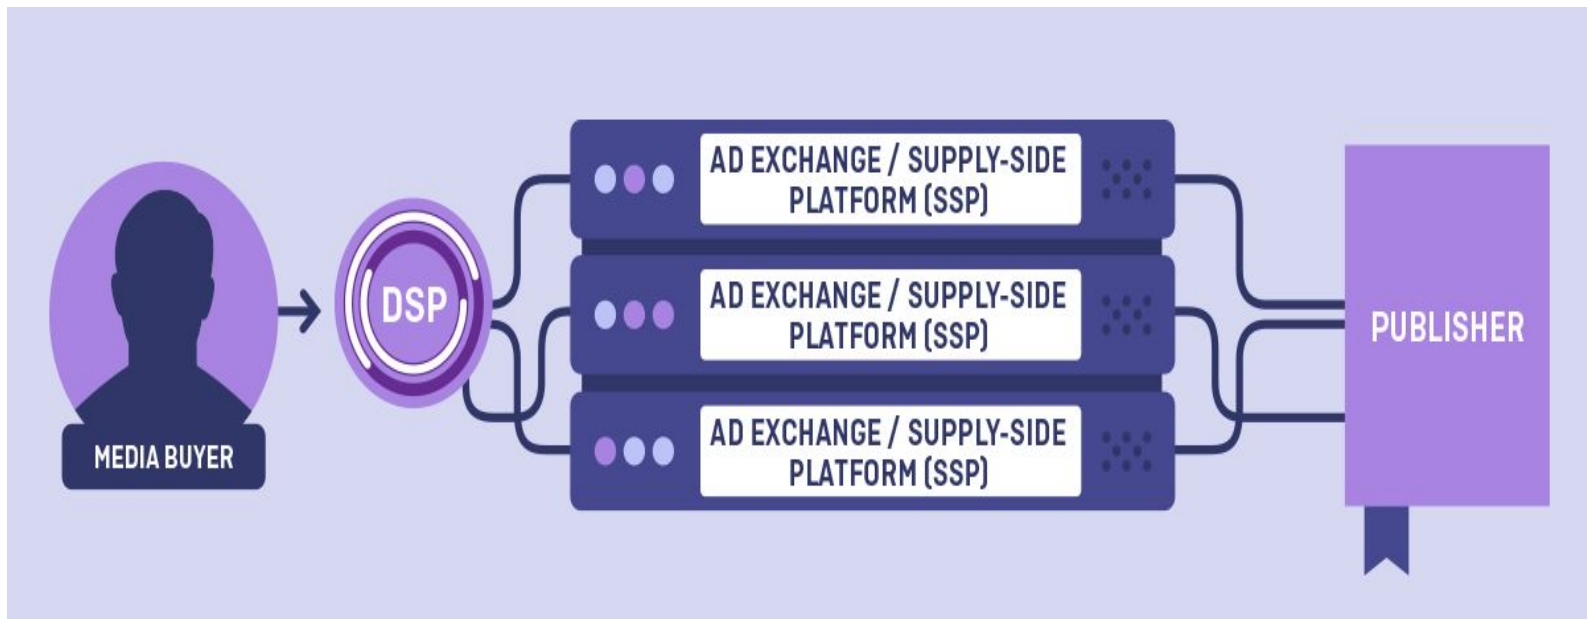 MEDIA BUYER
DSP
AD EXCHANGE / SUPPLY-SIDE
PLATFORM (SSP)
AD EXCHANGE / SUPPLY-SIDE
PLATFORM (SSP)
AD EXCHANGE / SUPPLY-SIDE
PLATFORM (SSP)
PUBLISHER